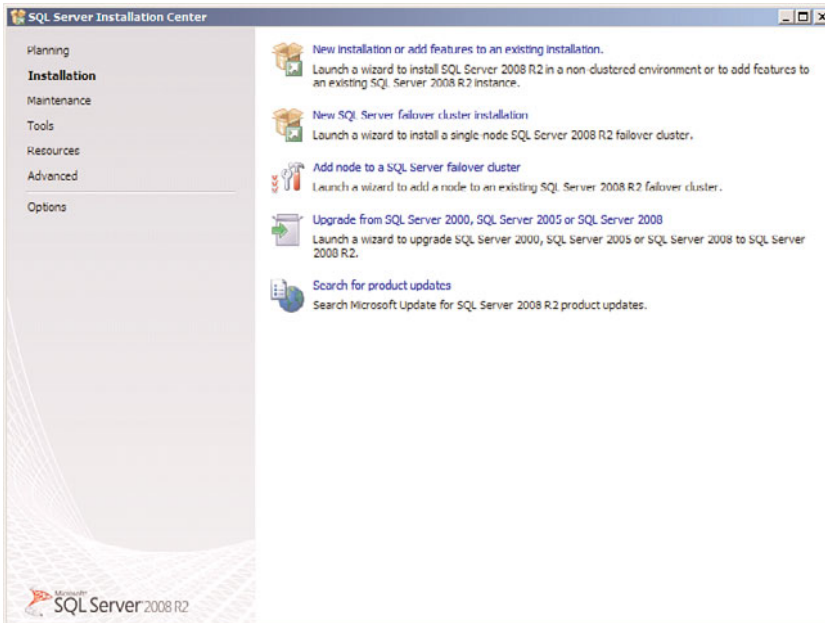 SQL Server Installation Center
Planning
Installation
Maintenance
Tools
Resources
Advanced
Options
New installation or add features to an existing installation.
Launch a wizard to install SQL Server 2008 R2 in a non-clustered environment or to add features to
an existing SQL Server 2008 R2 instance.
New SQL Server failover cluster installation
Launch a wizard to install a single-node SQL Server 2008 R2 failover cluster.
Add node to a SQL Server failover cluster
Launch a wizard to add a node to an existing SQL Server 2008 R2 failover cluster.
Upgrade from SQL Server 2000, SQL Server 2005 or SQL Server 2008
Launch a wizard to upgrade SQL Server 2000, SQL Server 2005 or SQL Server 2008 to SQL Server
2008 R2.
Search for product updates
Search Microsoft Update for SQL Server 2008 R2 product updates.
Microsoft
SQL Server 2008 R2